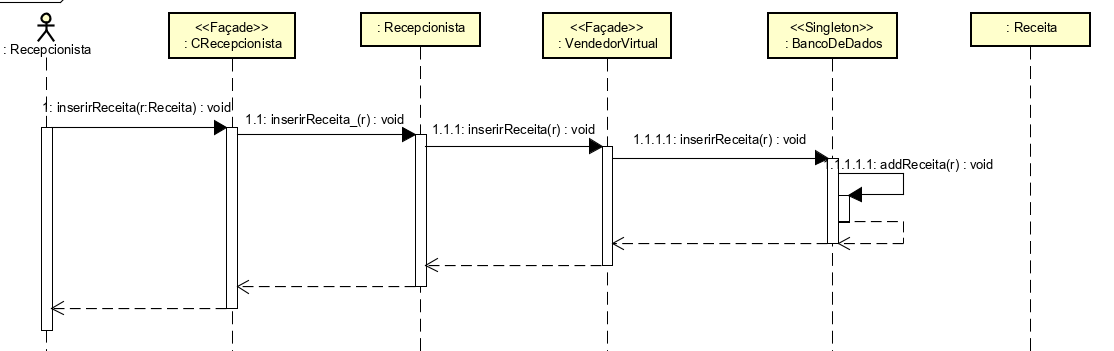 : Recepcionista
<<Façade>>
: CRecepcionista
: Recepcionista
<<Façade>>
: VendedorVirtual
<<Singleton>>
: BancoDeDados
: Receita
1: inserirReceita(r:Receita) : void
1.1: inserirReceita_(r) : void
1.1.1: inserirReceita(r) : void
1.1.1.1: inserirReceita(r) : void
1.1.1.1.1: addReceita(r) : void